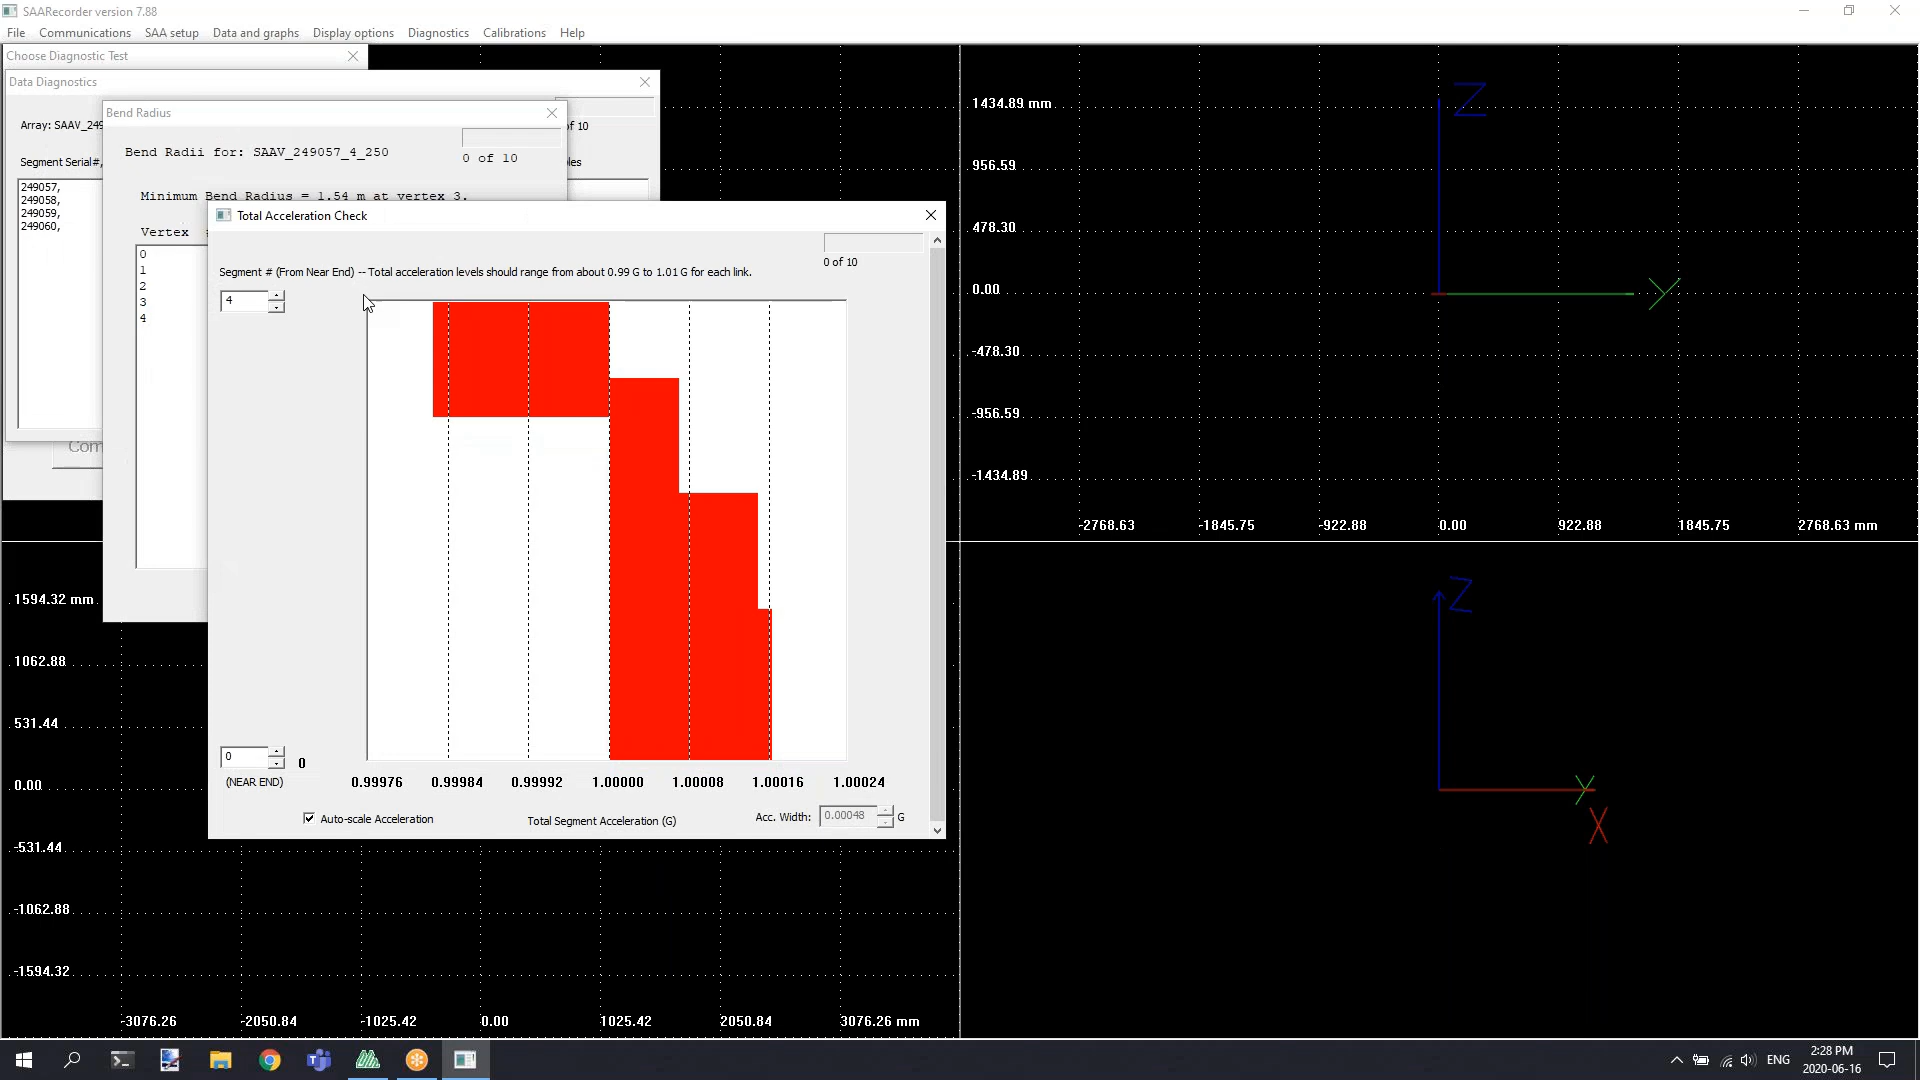 SAARecorder version 7.88
File Communications SAA setup Data and graphs Display options Diagnostics Calibrations Help
Choose Diagnostic Test
Data Diagnostics
Array: SAAV_249
of 10
Segment Serial#,
249057,
249058,
249059,
249060,
Com
Bend Radius
Bend Radii for: SAAV_249057_4_250
0 of 10
Minimum Bend Radius = 1.54 m at vertex 3.
Vertex
0
1
2
3
4
Total Acceleration Check
0 of 10
Segment # (From Near End) -- Total acceleration levels should range from about 0.99 G to 1.01 G for each link.
4
0
0
(NEAR END)
0.99976 0.99984 0.99992 1.00000 1.00008 1.00016 1.00024
Auto-scale Acceleration
Total Segment Acceleration (G)
Acc. Width: 0.00048 G
1434.89 mm
956.59
478.30
0.00
-478.30
-956.59
-1434.89
-2768.63 -1845.75 -922.88 0.00 922.88 1845.75 2768.63 mm
Z
Y
1594.32 mm
1062.88
531.44
0.00
-531.44
-1062.88
-1594.32
-3076.26 -2050.84 -1025.42 0.00 1025.42 2050.84 3076.26 mm
Z
Y
X
ENG
2:28 PM
2020-06-16